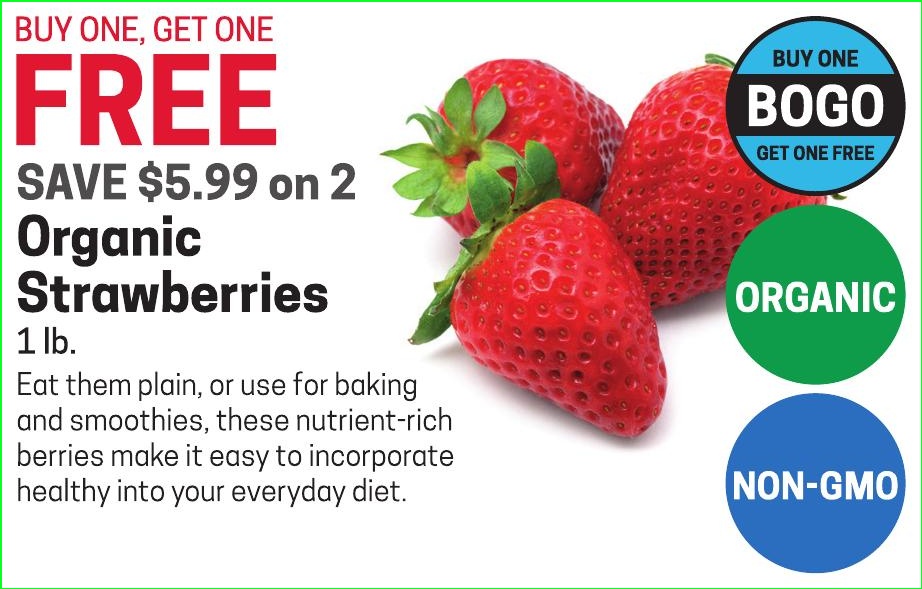 BUY ONE, GET ONE
FREE
SAVE $5.99 on 2
Organic
Strawberries
1 lb.
Eat them plain, or use for baking
and smoothies, these nutrient-rich
berries make it easy to incorporate
healthy into your everyday diet.
BUY ONE
BOGO
GET ONE FREE
ORGANIC
NON-GMO